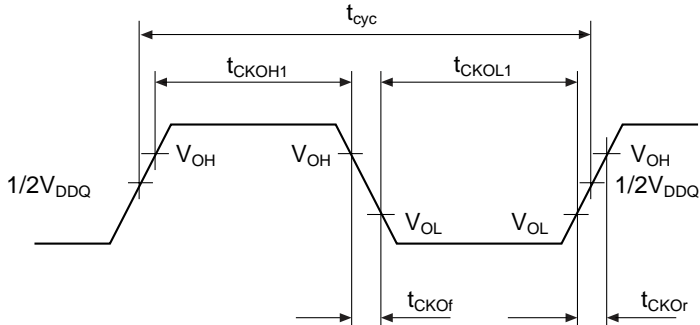 tcyc
tCKOH1 tCKOL1
VOH VOH VOH
1/2VDDQ 1/2VDDQ
VOL VOL
tCKOf tCKOr